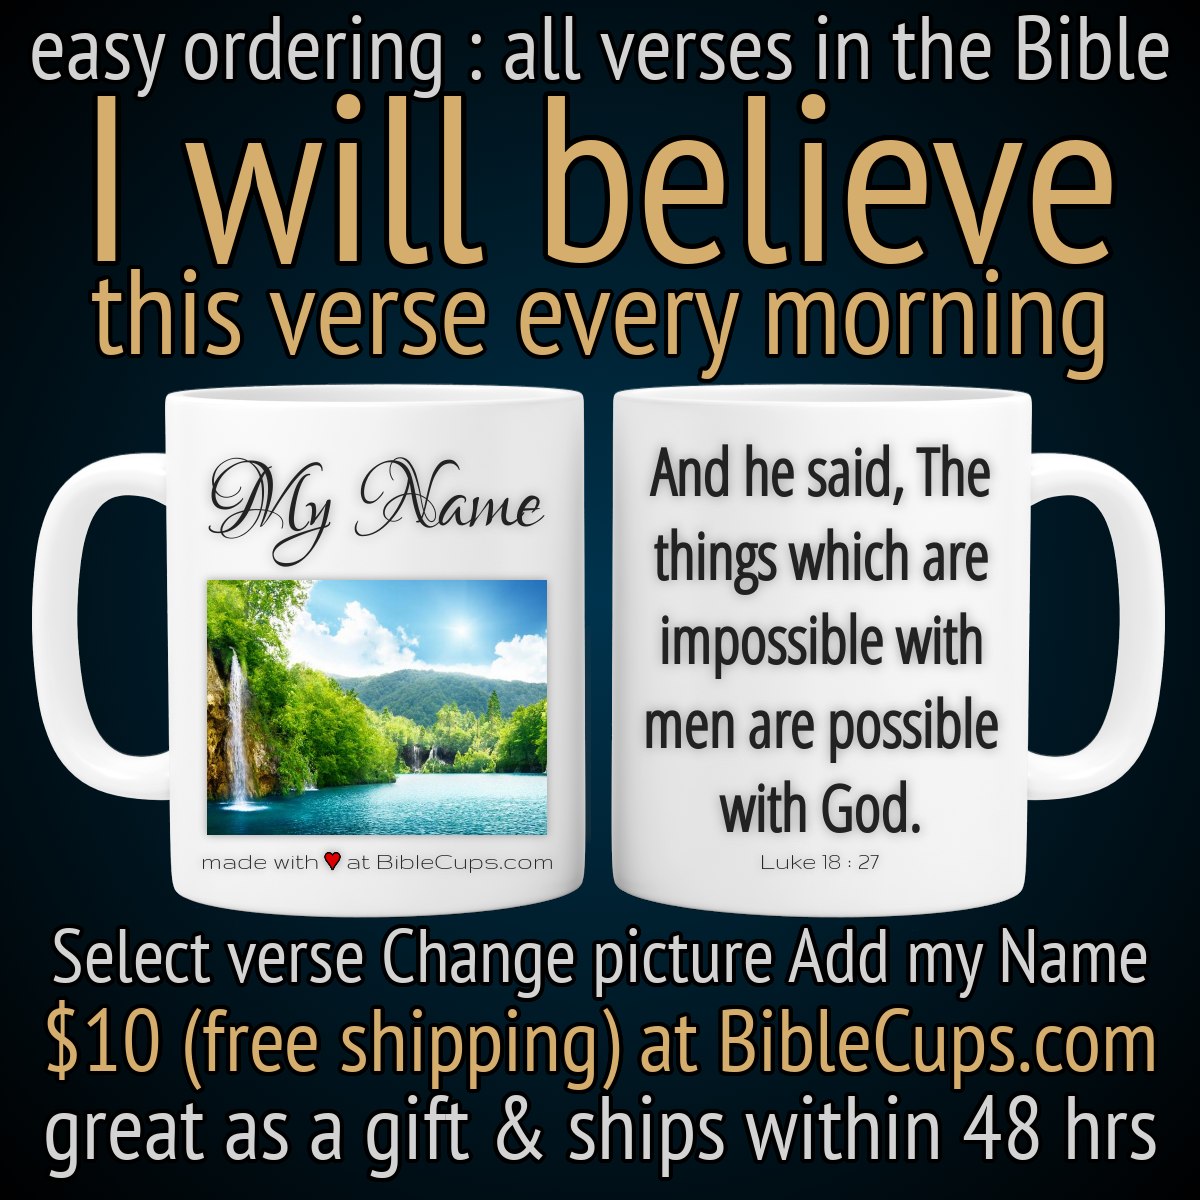 easy ordering : all verses in the Bible
I will believe
this verse every morning
My Name
made with ♥ at BibleCups.com
And he said, The
things which are
impossible with
men are possible
with God.
Luke 18 : 27
Select verse Change picture Add my Name
$10 (free shipping) at BibleCups.com
great as a gift & ships within 48 hrs